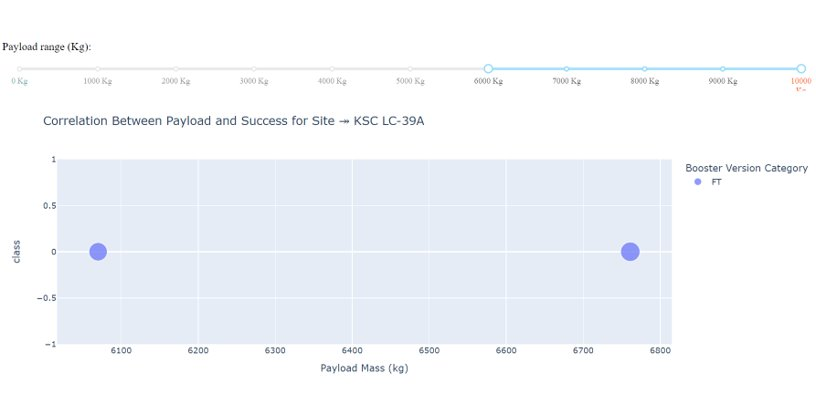 Payload range (Kg):
0 Kg 1000 Kg 2000 Kg 3000 Kg 4000 Kg 5000 Kg 6000 Kg 7000 Kg 8000 Kg 9000 Kg 10000
Correlation Between Payload and Success for Site → KSC LC-39A
Booster Version Category
FT
1
0.5
0
−0.5
−1
class
6100 6200 6300 6400 6500 6600 6700 6800
Payload Mass (kg)